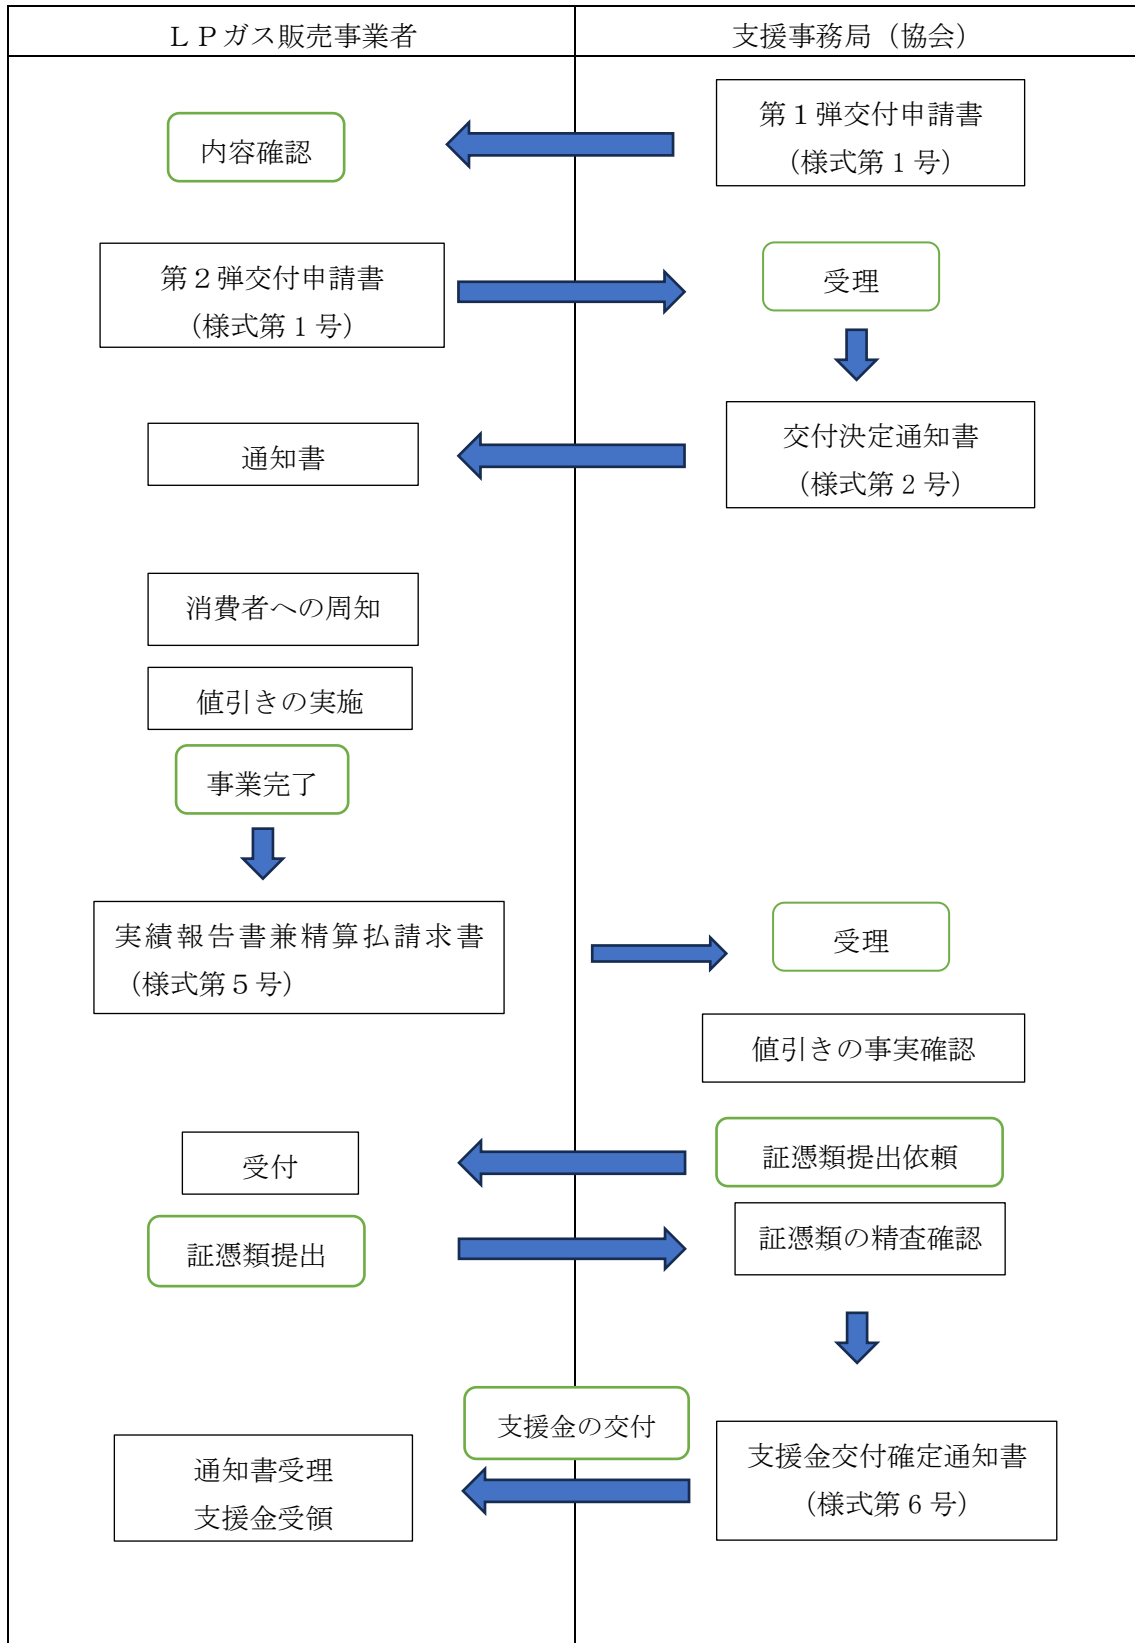 ＬＰガス販売事業者
支援事務局（協会）
第１弾交付申請書
（様式第１号）
内容確認
第２弾交付申請書
（様式第１号）
受理
交付決定通知書
（様式第２号）
通知書
消費者への周知
値引きの実施
事業完了
実績報告書兼精算払請求書
（様式第５号）
受理
値引きの事実確認
証憑類提出依頼
受付
証憑類提出
証憑類の精査確認
支援金の交付
支援金交付確定通知書
（様式第６号）
通知書受理
支援金受領